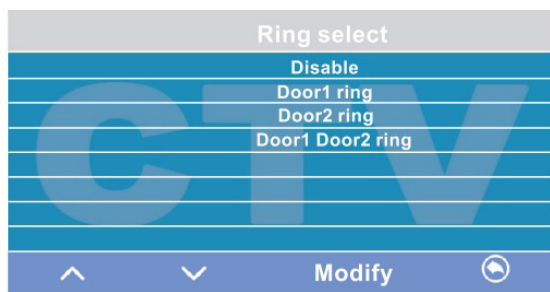 Ring select
Disable
Door1 ring
Door2 ring
Door1 Door2 ring
CTV
Modify